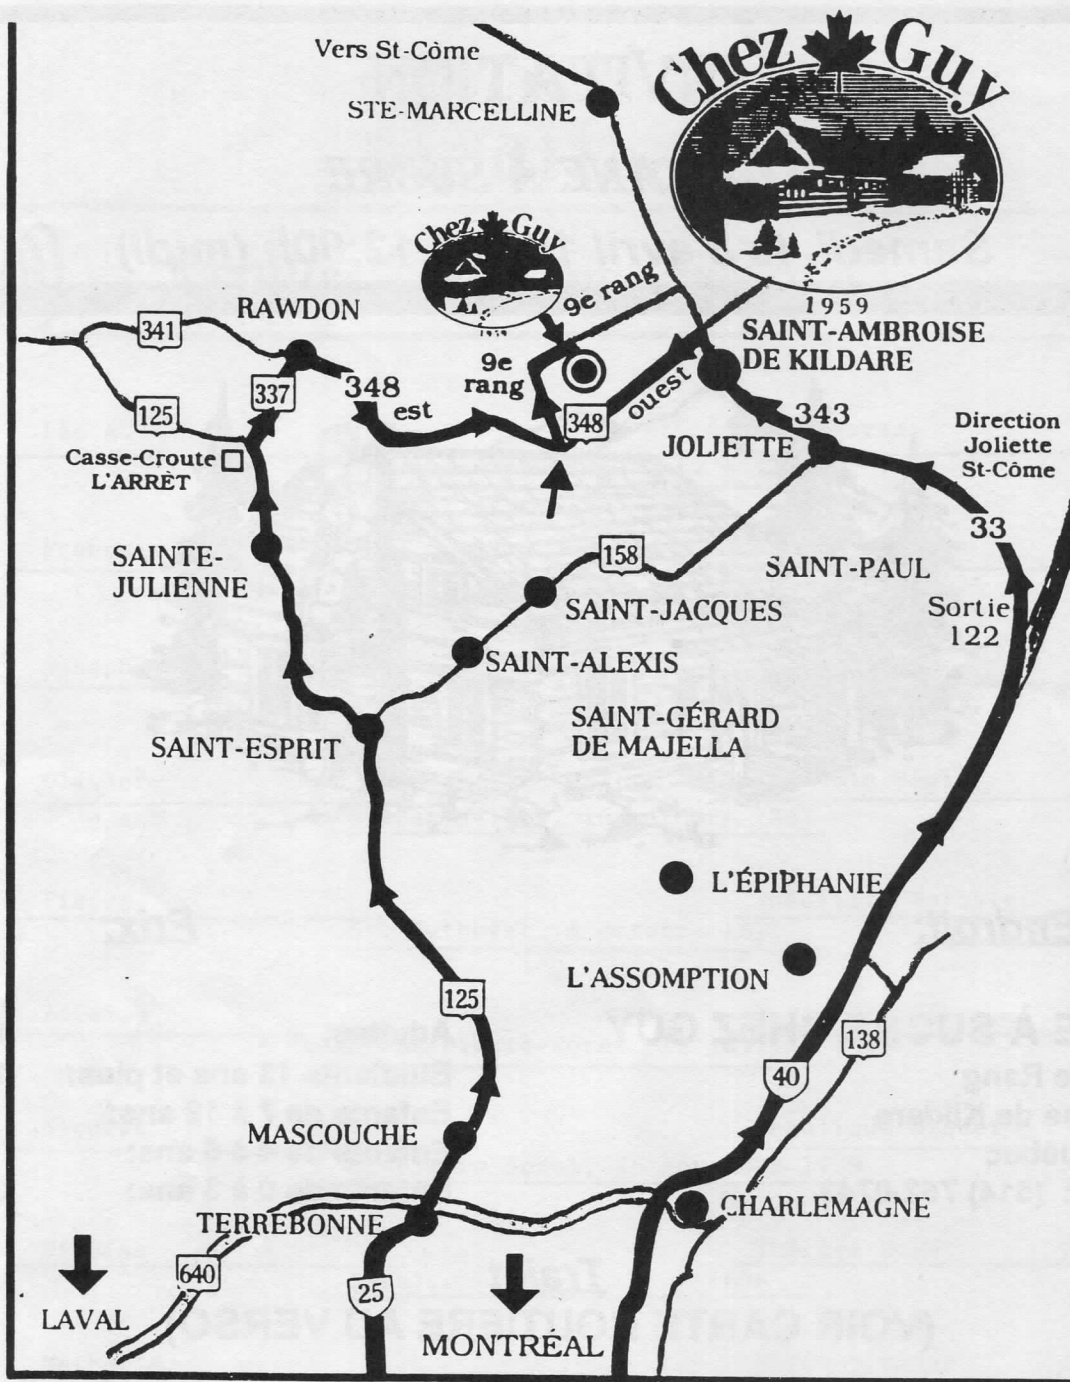 Vers St-Côme
STE-MARCELLINE
Chez Guy
1959
Chez Guy
9e rang
RAWDON
341
SAINT-AMBROISE
DE KILDARE
9e
rang
ouest
337
348
est
348
125
343
Direction
Joliette
St-Côme
JOLJETTE
Casse-Croute
L'ARRÈT
33
SAINTE-
JULIENNE
158
SAINT-PAUL
SAINT-JACQUES
Sortie
122
SAINT-ALEXIS
SAINT-GÉRARD
DE MAJELLA
SAINT-ESPRIT
L'ÉPIPHANIE
L'ASSOMPTION
125
138
40
MASCOUCHE
TERREBONNE
CHARLEMAGNE
640
25
LAVAL
MONTRÉAL